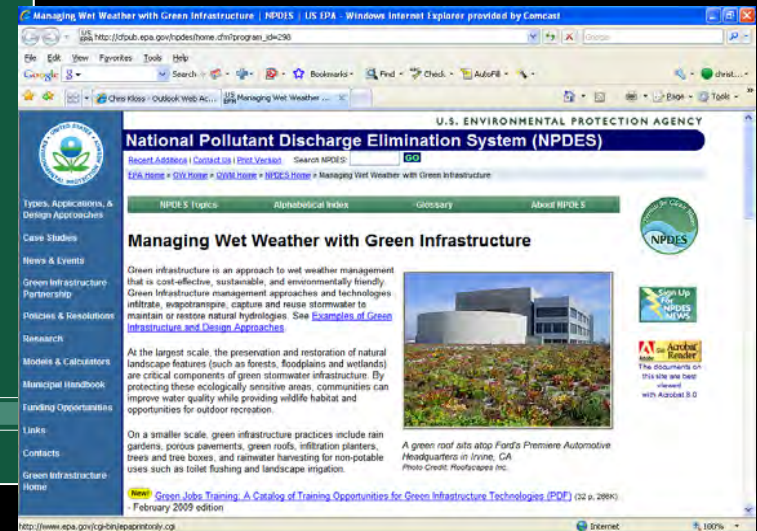 Managing Wet Weather with Green Infrastructure | NPDES | US EPA - Windows Internet Explorer provided by Comcast
http://cfpub.epa.gov/npdes/home.cfm?program_id=298
Google
File Edit View Favorites Tools Help
Google Search Bookmarks Find Check AutoFill christ...
Chris Kloss - Outlook Web Ac... Managing Wet Weather ... Page Tools
U.S. ENVIRONMENTAL PROTECTION AGENCY
National Pollutant Discharge Elimination System (NPDES)
Recent Additions | Contact Us | Print Version Search NPDES: GO
EPA Home > OW Home > OWM Home > NPDES Home > Managing Wet Weather with Green Infrastructure
NPDES Topics Alphabetical Index Glossary About NPDES
Types, Applications, &
Design Approaches
Case Studies
News & Events
Green Infrastructure
Partnership
Policies & Resolutions
Research
Models & Calculators
Municipal Handbook
Funding Opportunities
Links
Contacts
Green Infrastructure
Home
Managing Wet Weather with Green Infrastructure
Green infrastructure is an approach to wet weather management
that is cost-effective, sustainable, and environmentally friendly.
Green Infrastructure management approaches and technologies
infiltrate, evapotranspire, capture and reuse stormwater to
maintain or restore natural hydrologies. See Examples of Green
Infrastructure and Design Approaches.
At the largest scale, the preservation and restoration of natural
landscape features (such as forests, floodplains and wetlands)
are critical components of green stormwater infrastructure. By
protecting these ecologically sensitive areas, communities can
improve water quality while providing wildlife habitat and
opportunities for outdoor recreation.
On a smaller scale, green infrastructure practices include rain
gardens, porous pavements, green roofs, infiltration planters,
trees and tree boxes, and rainwater harvesting for non-potable
uses such as toilet flushing and landscape irrigation.
A green roof sits atop Ford's Premiere Automotive
Headquarters in Irvine, CA
Photo Credit: Roofscapes Inc.
New! Green Jobs Training: A Catalog of Training Opportunities for Green Infrastructure Technologies (PDF) (32 p, 266K)
- February 2009 edition
NPDES
Sign Up
For
NPDES
NEWS
Acrobat
Reader
The documents on
this site are best
viewed
with Acrobat 8.0
http://www.epa.gov/cgi-bin/epaprintonly.cgi
Internet 100%